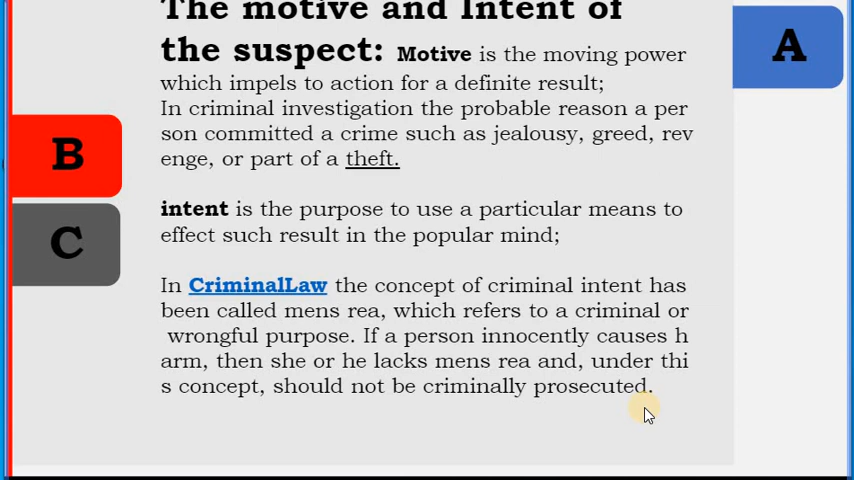 The motive and Intent of
the suspect: Motive is the moving power
which impels to action for a definite result;
In criminal investigation the probable reason a per
son committed a crime such as jealousy, greed, rev
enge, or part of a theft.
intent is the purpose to use a particular means to
effect such result in the popular mind;
In CriminalLaw the concept of criminal intent has
been called mens rea, which refers to a criminal or
wrongful purpose. If a person innocently causes h
arm, then she or he lacks mens rea and, under thi
s concept, should not be criminally prosecuted.
A
B
C